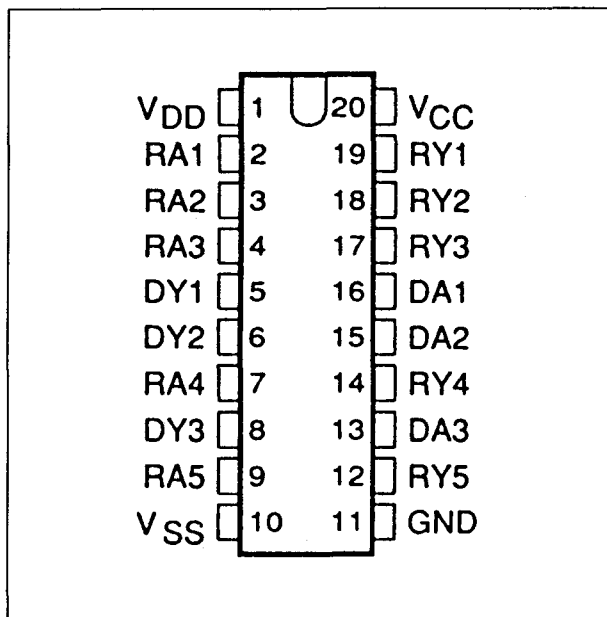 VDD 1 20 VCC
RA1 2 19 RY1
RA2 3 18 RY2
RA3 4 17 RY3
DY1 5 16 DA1
DY2 6 15 DA2
RA4 7 14 RY4
DY3 8 13 DA3
RA5 9 12 RY5
VSS 10 11 GND